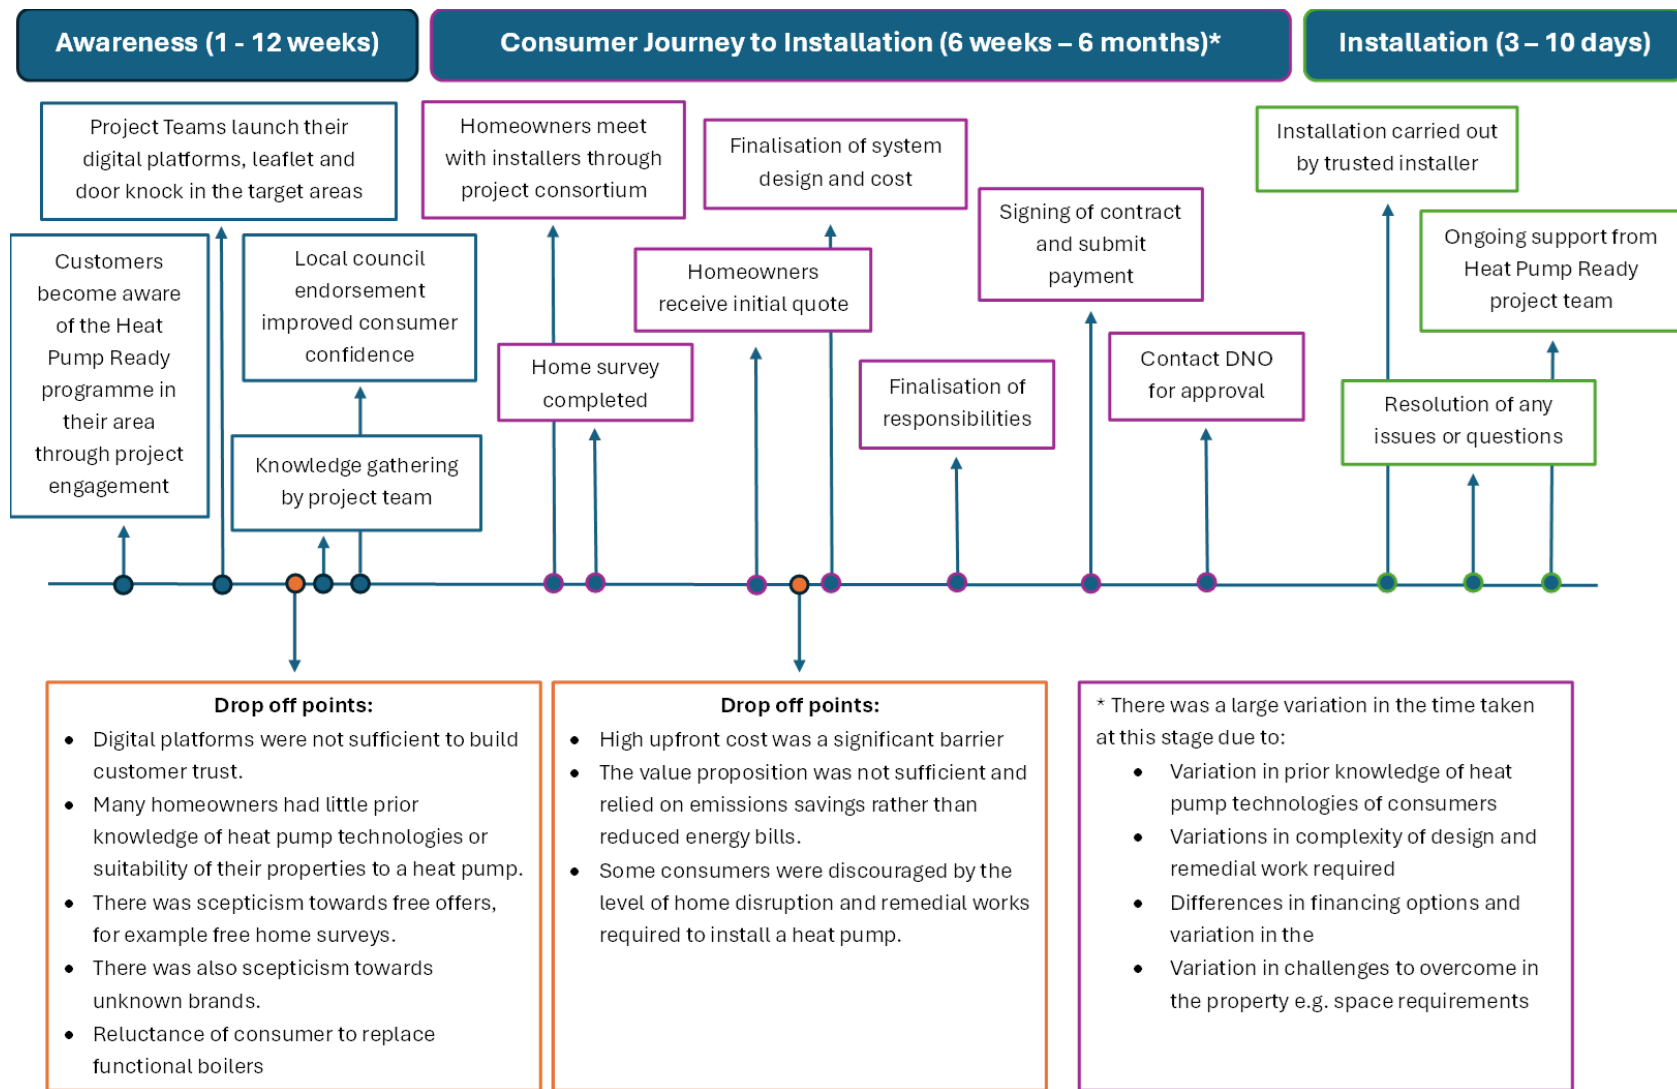 Awareness (1 - 12 weeks)
Consumer Journey to Installation (6 weeks – 6 months)*
Installation (3 – 10 days)
Project Teams launch their
digital platforms, leaflet and
door knock in the target areas
Customers
become aware
of the Heat
Pump Ready
programme in
their area
through project
engagement
Local council
endorsement
improved consumer
confidence
Knowledge gathering
by project team
Homeowners meet
with installers through
project consortium
Home survey
completed
Homeowners
receive initial quote
Finalisation of system
design and cost
Finalisation of
responsibilities
Signing of contract
and submit
payment
Contact DNO
for approval
Installation carried out
by trusted installer
Resolution of any
issues or questions
Ongoing support from
Heat Pump Ready
project team
Drop off points:
• Digital platforms were not sufficient to build
customer trust.
• Many homeowners had little prior
knowledge of heat pump technologies or
suitability of their properties to a heat pump.
• There was scepticism towards free offers,
for example free home surveys.
• There was also scepticism towards
unknown brands.
• Reluctance of consumer to replace
functional boilers
Drop off points:
• High upfront cost was a significant barrier
• The value proposition was not sufficient and
relied on emissions savings rather than
reduced energy bills.
• Some consumers were discouraged by the
level of home disruption and remedial works
required to install a heat pump.
* There was a large variation in the time taken
at this stage due to:
• Variation in prior knowledge of heat
pump technologies of consumers
• Variations in complexity of design and
remedial work required
• Differences in financing options and
variation in the
• Variation in challenges to overcome in
the property e.g. space requirements